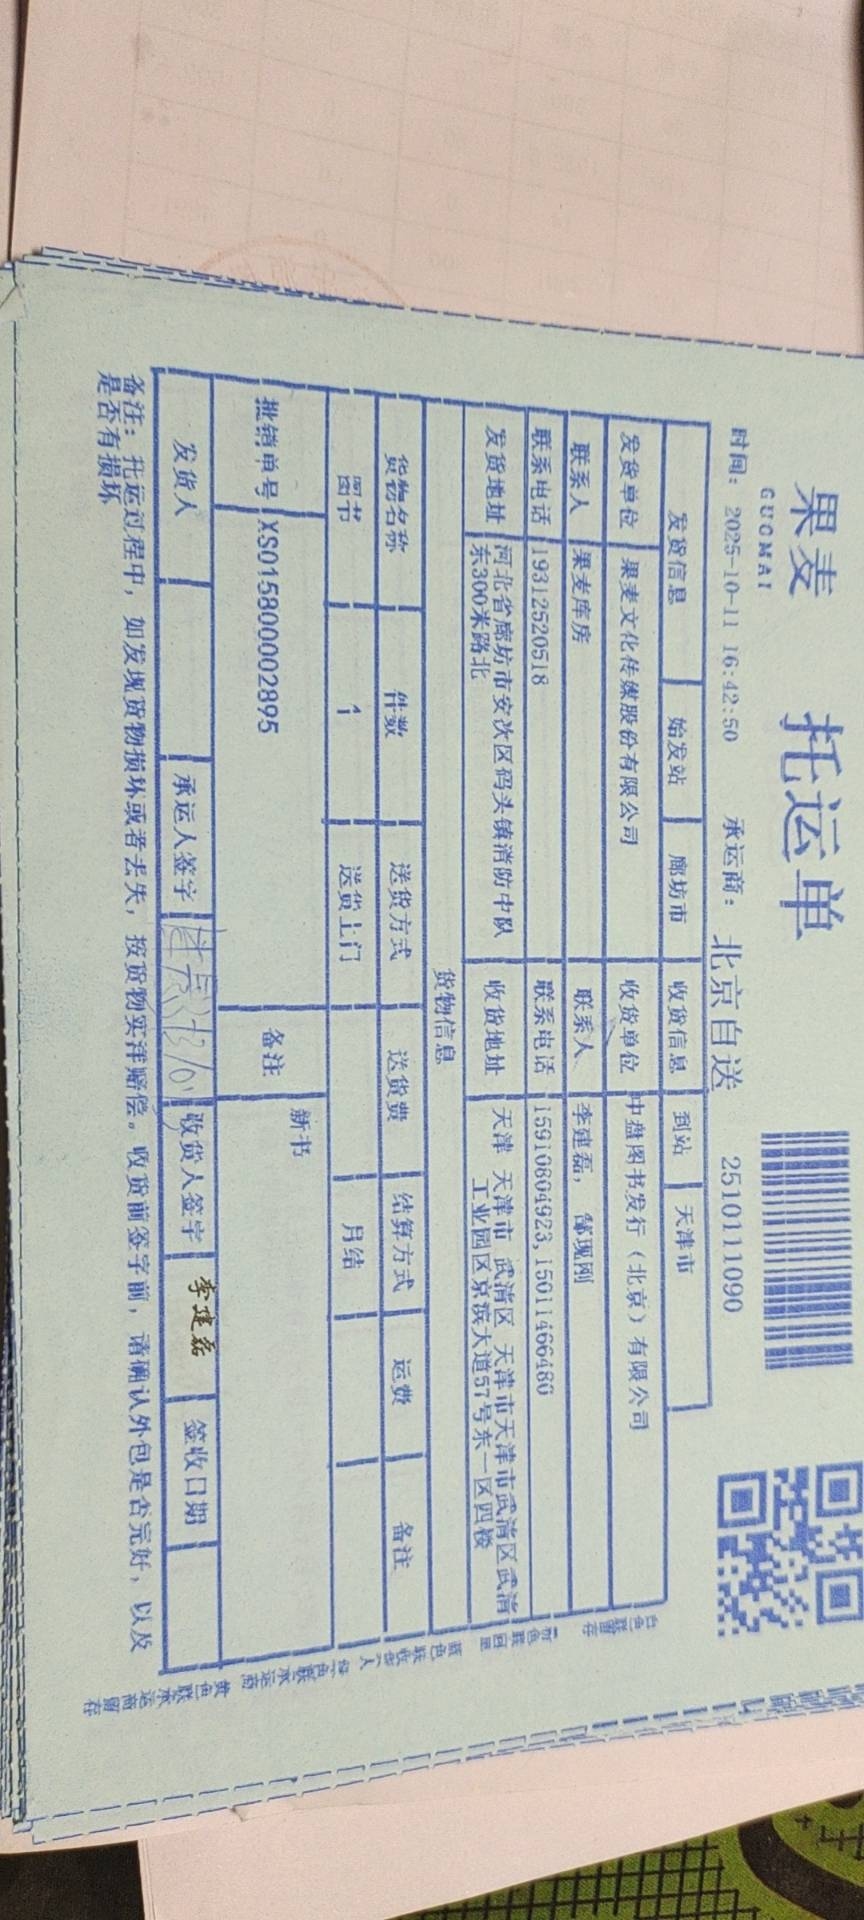 果麦
GUOMAI
托运单
时间: 2025-10-11 16:42:50 承运商: 北京自送 2510111090
发货信息 始发站 廊坊市 收货信息 到站 天津市
发货单位 果麦文化传媒股份有限公司 收货单位 中盘图书发行（北京）有限公司
联系人 果麦库房 联系人 李建磊, 郜现刚
联系电话 19312520518 联系电话 15910804923,15011466480
发货地址 河北省廊坊市安次区码头镇消防中队 收货地址 天津 天津市 武清区 天津市天津市武清区武清
东300米路北 工业园区京滨大道57号东一区四楼
货物信息
货物名称 件数 送货方式 送货费 结算方式 运费 备注
图书 1 送货上门 月结
批销单号 XS015800002895 备注 新书
发货人 承运人签字 收货人签字 李建磊 签收日期
备注: 托运过程中, 如发现货物损坏或者丢失, 按货物实洋赔偿。收货前签字前, 请确认外包是否完好, 以及
是否有损坏